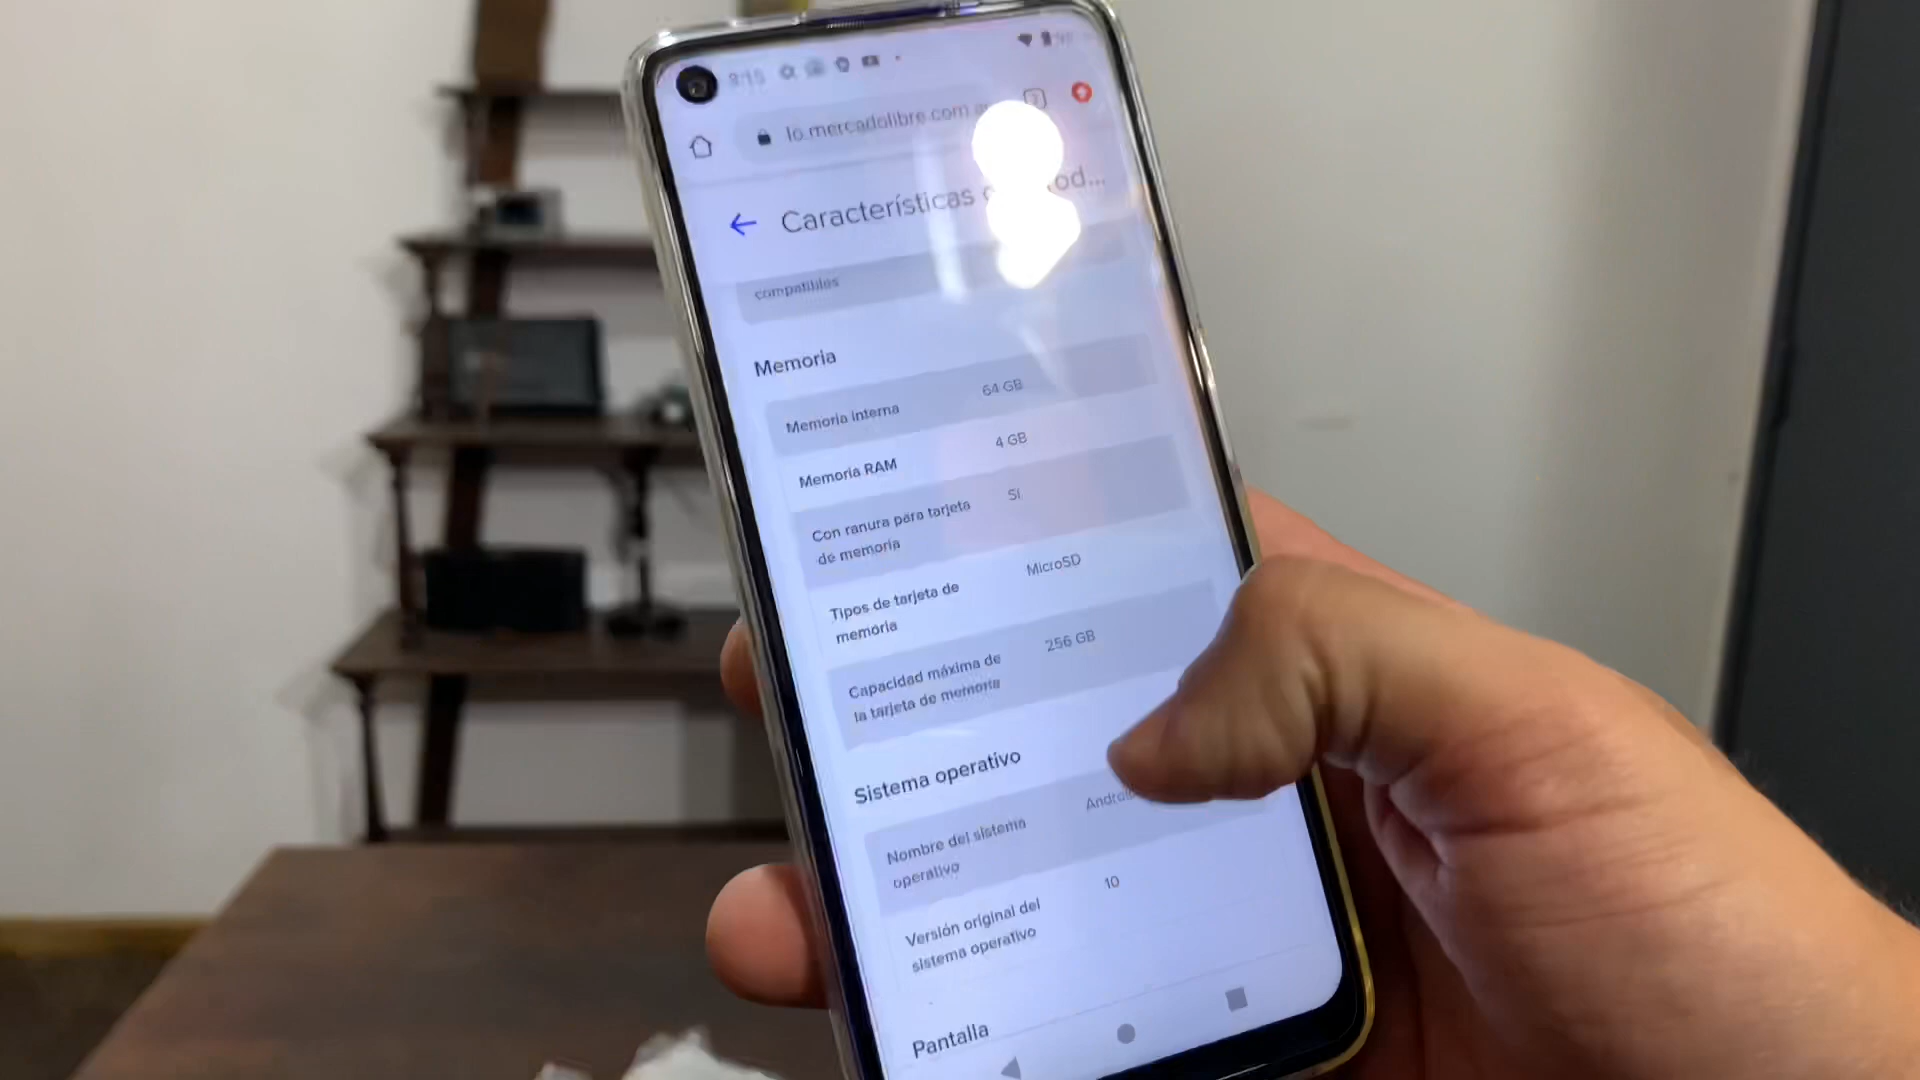 8:15
lo.mercadolibre.com
Características
compatibles
Memoria
Memoria interna 64 GB
Memoria RAM 4 GB
Con ranura para tarjeta
de memoria
Sí
Tipos de tarjeta de
memoria
MicroSD
Capacidad máxima de
la tarjeta de memoria
256 GB
Sistema operativo
Nombre del sistema
operativo
Android
Versión original del
sistema operativo
10
Pantalla